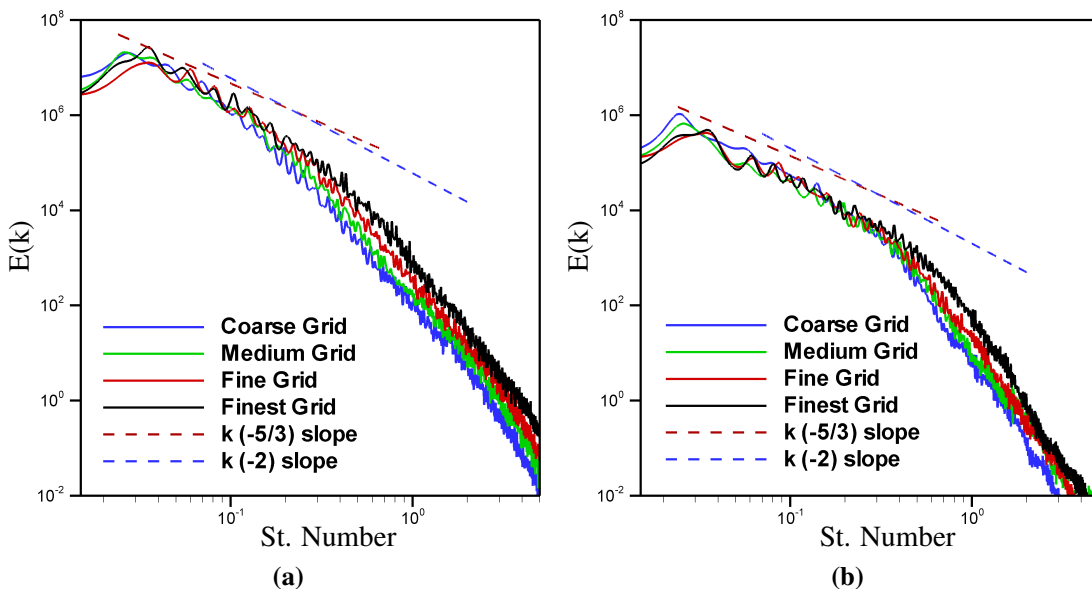 10^8
10^6
10^4
10^2
10^0
10^-2
E(k)
Coarse Grid
Medium Grid
Fine Grid
Finest Grid
k (-5/3) slope
k (-2) slope
10^-1
10^0
St. Number
(a)
10^8
10^6
10^4
10^2
10^0
10^-2
E(k)
Coarse Grid
Medium Grid
Fine Grid
Finest Grid
k (-5/3) slope
k (-2) slope
10^-1
10^0
St. Number
(b)